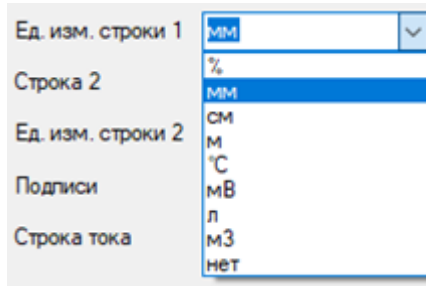 Ед. изм. строки 1 мм
%
Строка 2
мм
см
Ед. изм. строки 2
м
°C
Подписи
мВ
л
Строка тока
м3
нет